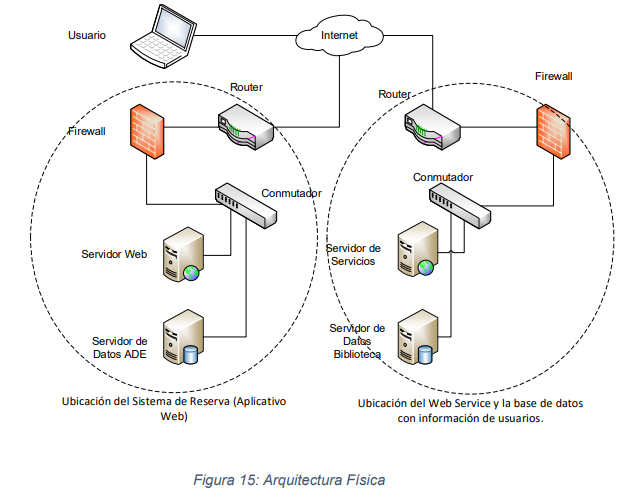 Usuario
Internet
Router
Firewall
Conmutador
Servidor Web
Servidor de
Datos ADE
Ubicación del Sistema de Reserva (Aplicativo
Web)
Router
Firewall
Conmutador
Servidor de
Servicios
Servidor de
Datos
Biblioteca
Ubicación del Web Service y la base de datos
con información de usuarios.
Figura 15: Arquitectura Física